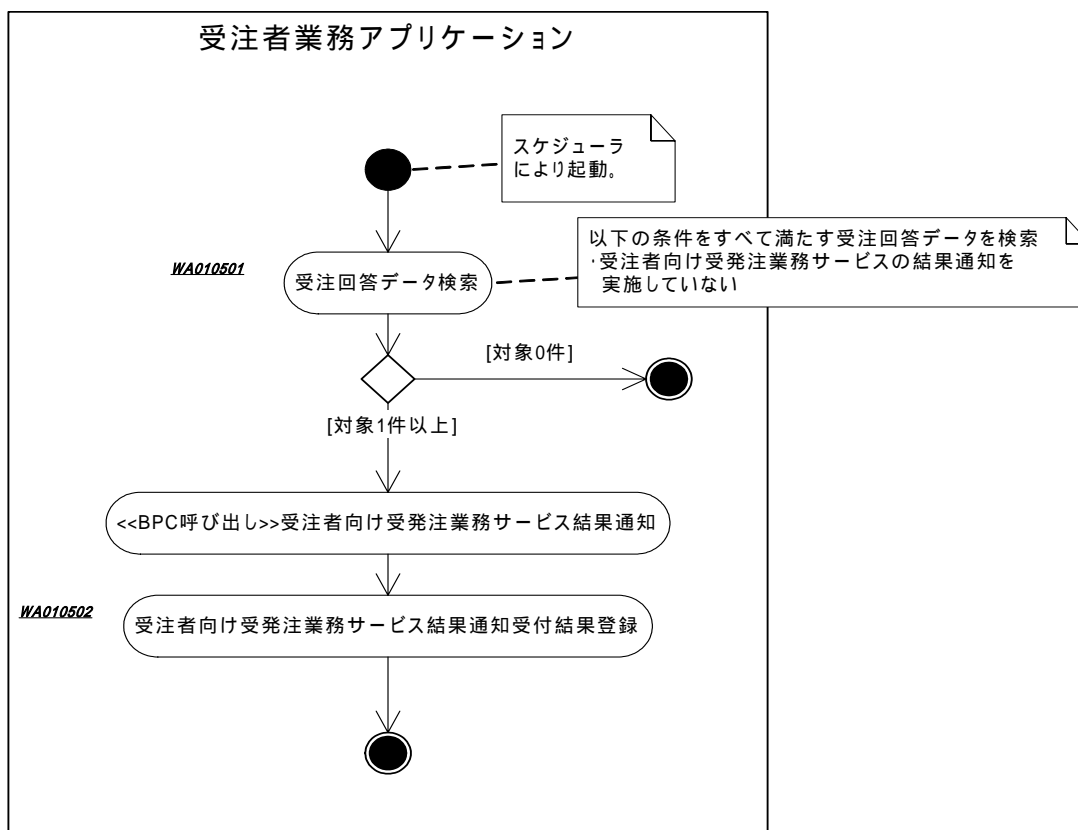 受注者業務アプリケーション
スケジューラ
により起動。
以下の条件をすべて満たす受注回答データを検索
・受注者向け受発注業務サービスの結果通知を
実施していない
WA010501
受注回答データ検索
[対象0件]
[対象1件以上]
<<BPC呼び出し>>受注者向け受発注業務サービス結果通知
WA010502
受注者向け受発注業務サービス結果通知受付結果登録